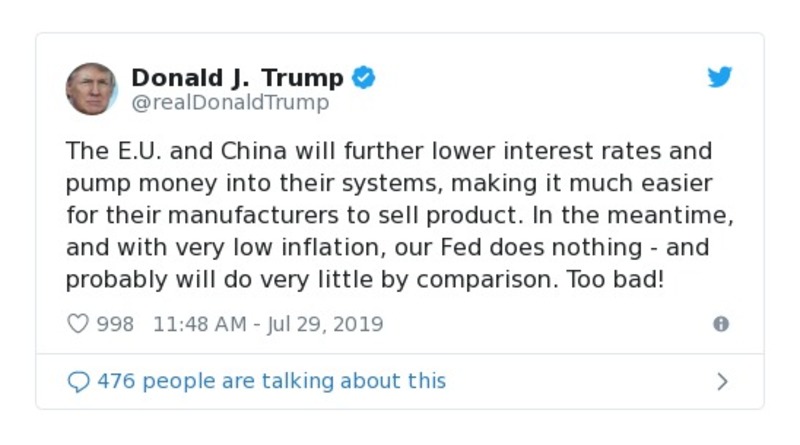 Donald J. Trump
@realDonaldTrump
The E.U. and China will further lower interest rates and
pump money into their systems, making it much easier
for their manufacturers to sell product. In the meantime,
and with very low inflation, our Fed does nothing - and
probably will do very little by comparison. Too bad!
998 11:48 AM - Jul 29, 2019
476 people are talking about this